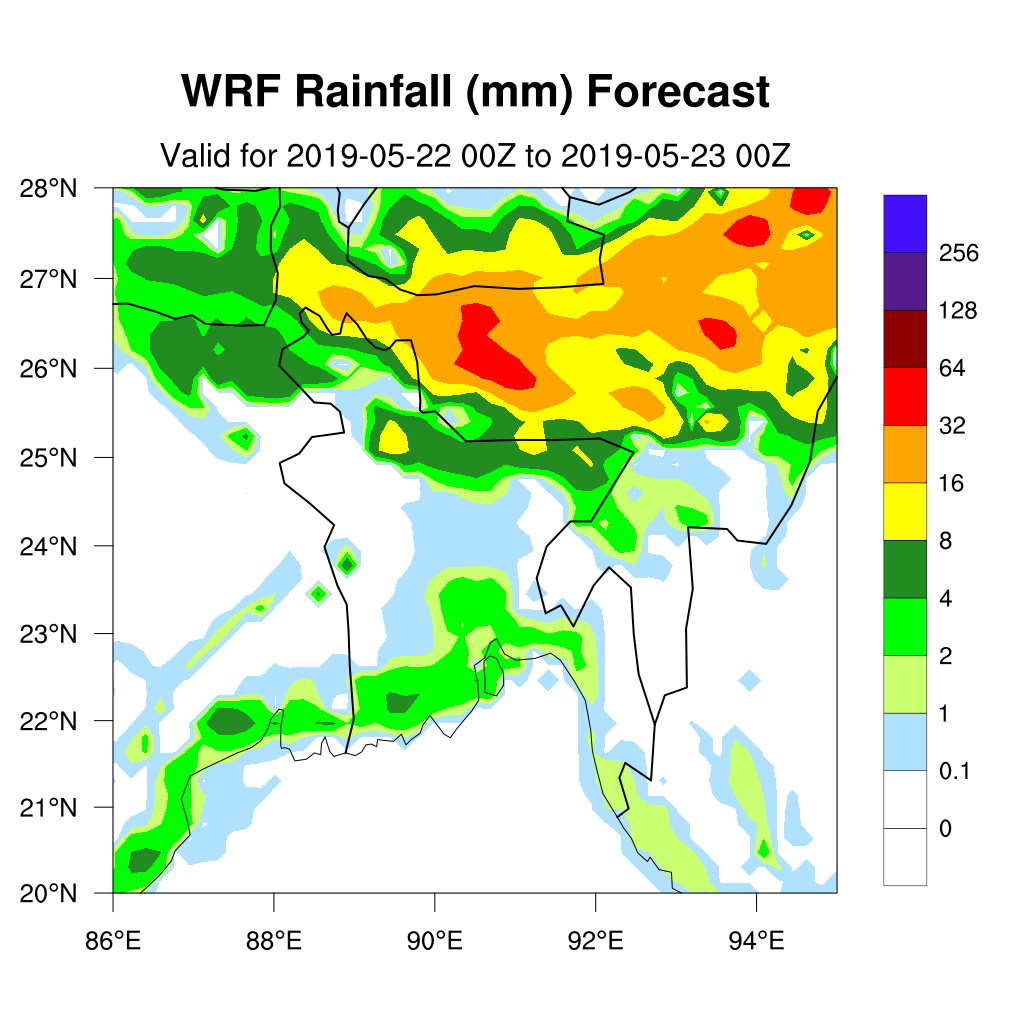 WRF Rainfall (mm) Forecast
Valid for 2019-05-22 00Z to 2019-05-23 00Z
28°N
27°N
26°N
25°N
24°N
23°N
22°N
21°N
20°N
86°E 88°E 90°E 92°E 94°E
256
128
64
32
16
8
4
2
1
0.1
0